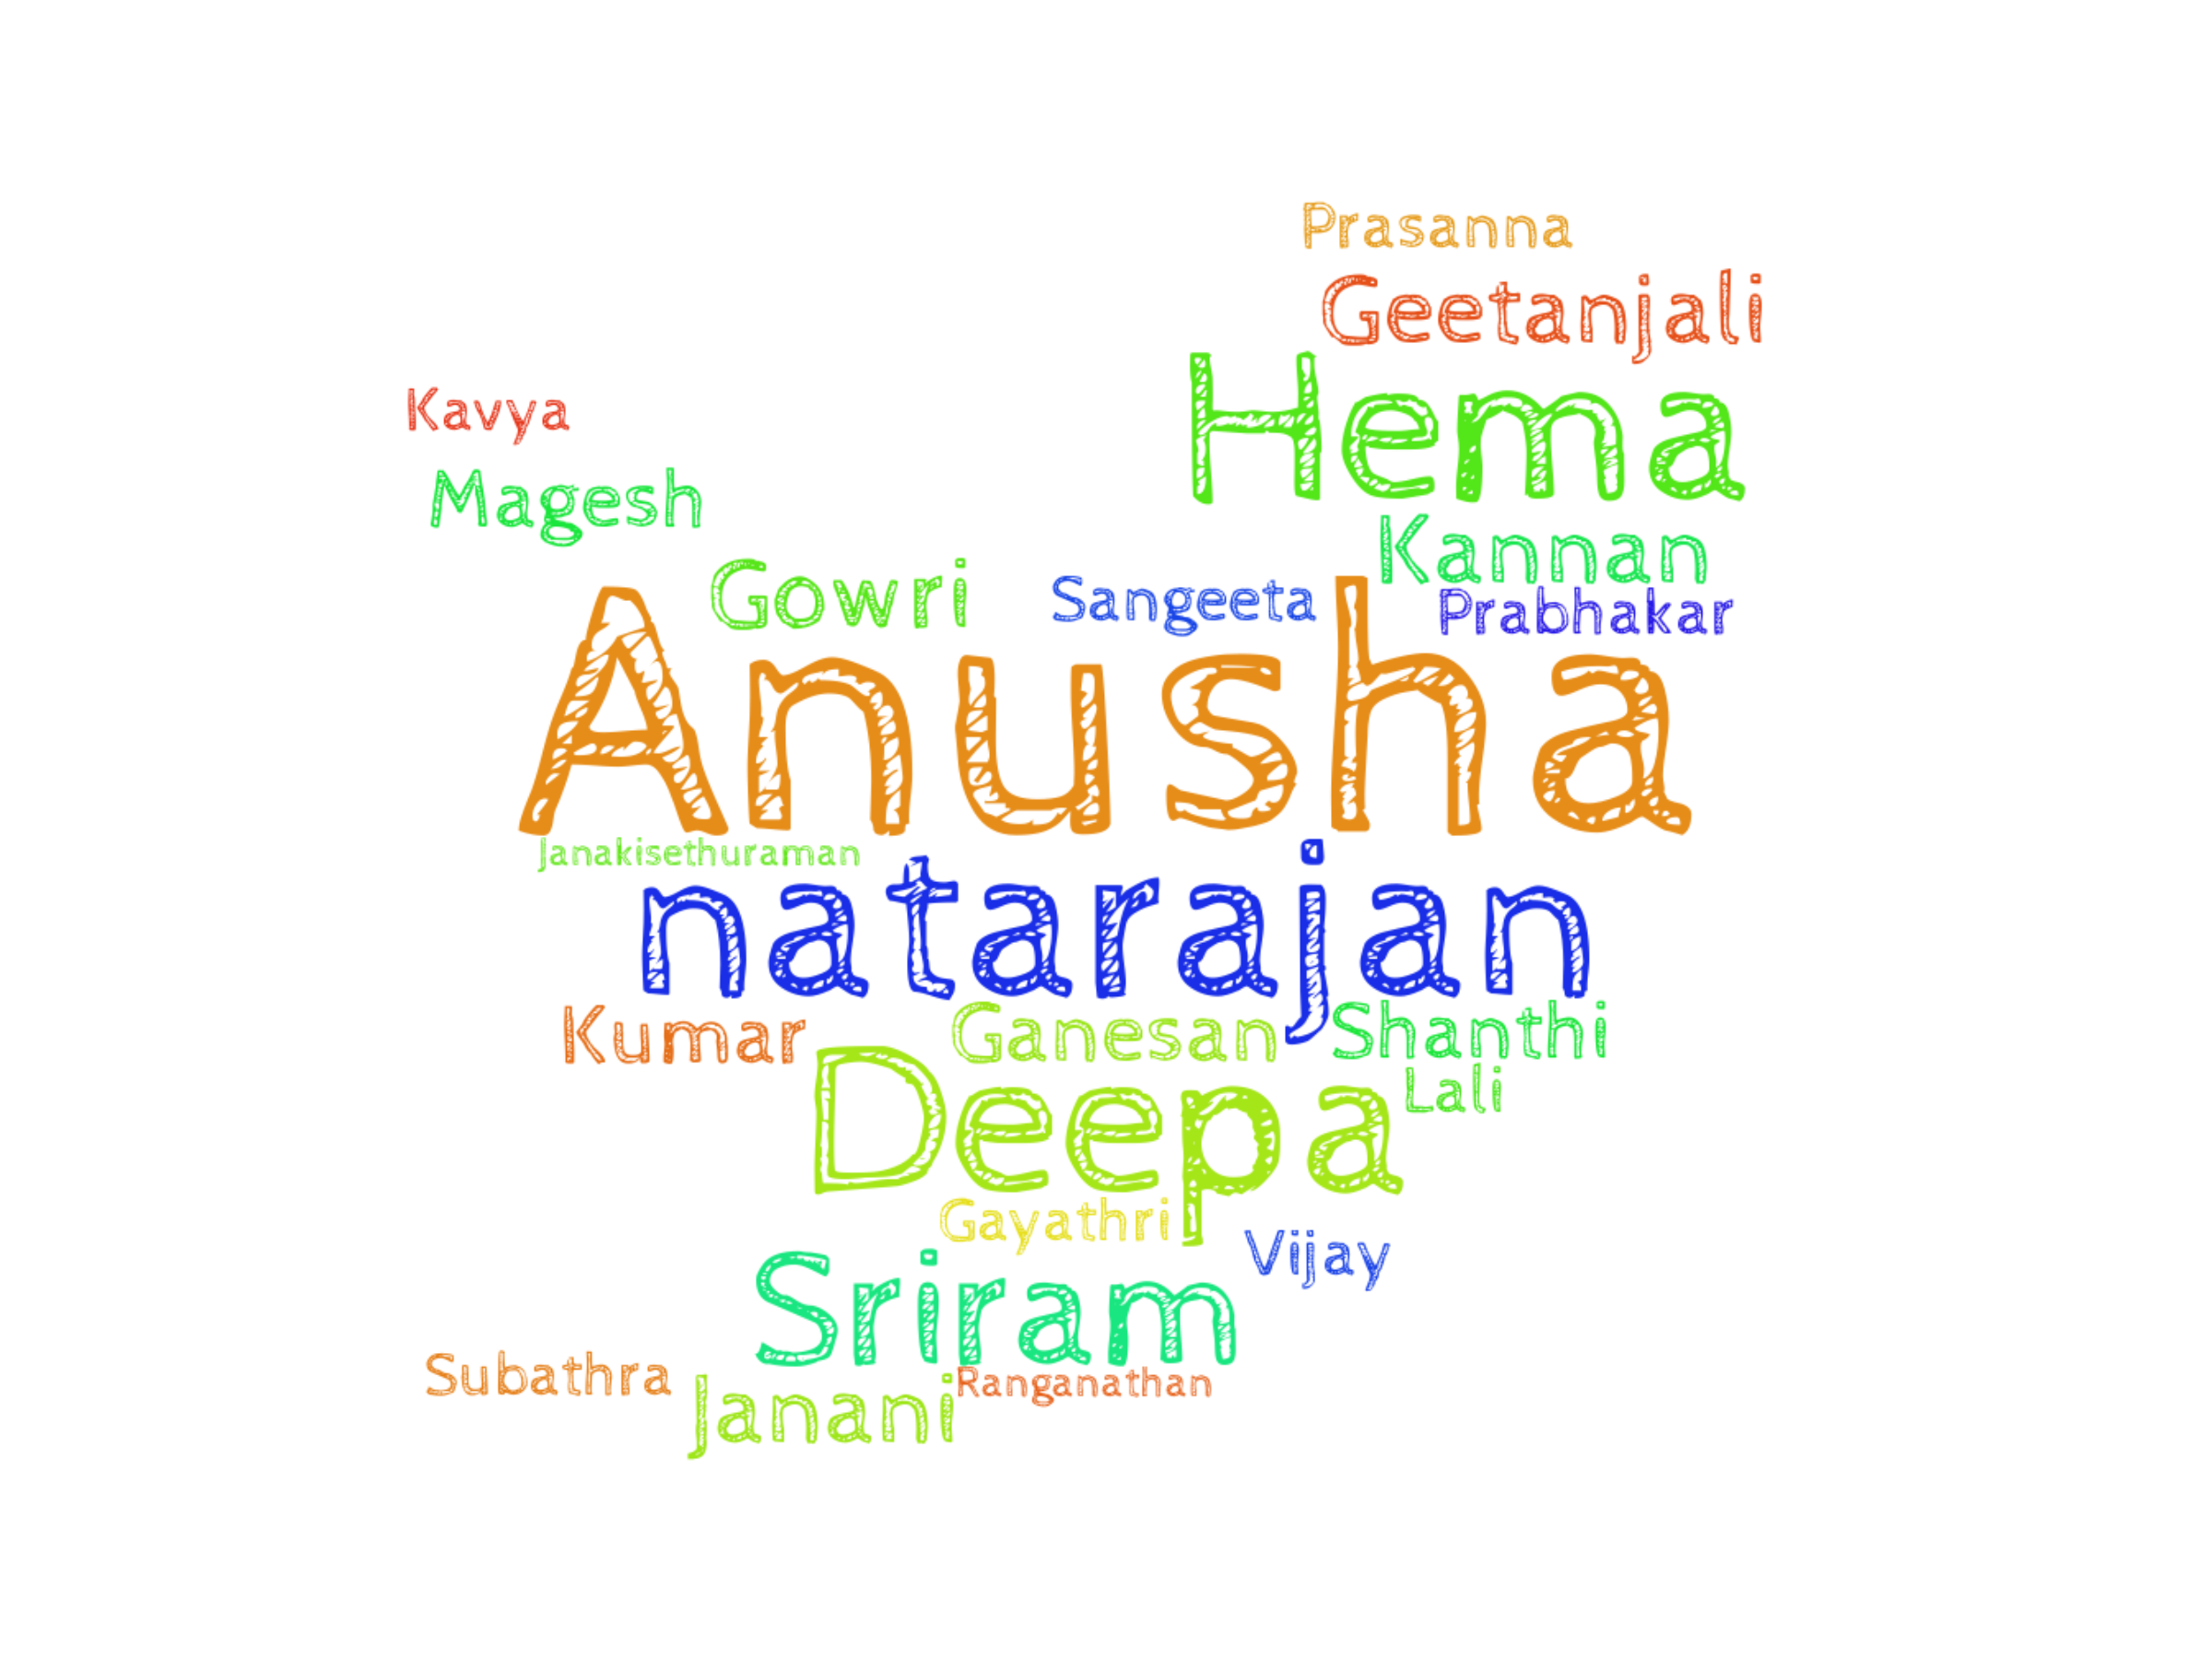 Prasanna
Geetanjali
Hema
Kavya
Magesh
Kannan
Gowri
Sangeeta
Prabhakar
Anusha
Janakisethuraman
natarajan
Kumar
Ganesan
Shanthi
Lali
Deepa
Gayathri
Vijay
Sriram
Subathra
Ranganathan
Janani